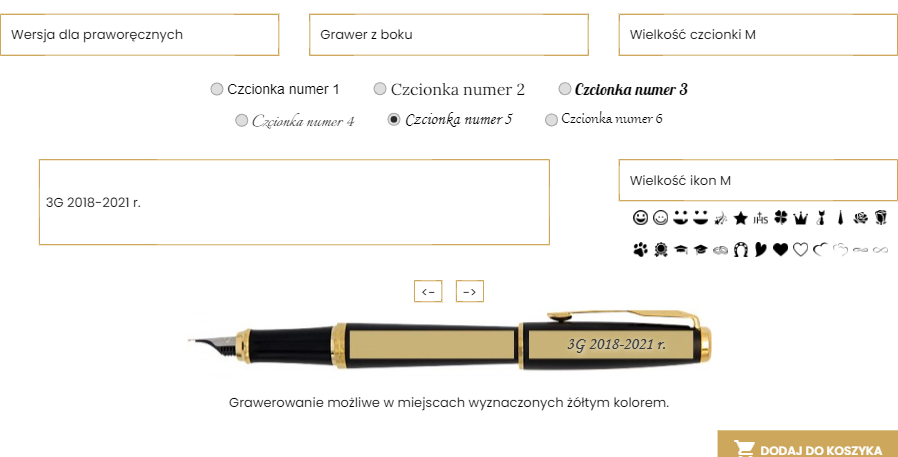 Wersja dla praworęcznych
Grawer z boku
Wielkość czcionki M
Czcionka numer 1
Czcionka numer 2
Czcionka numer 3
Czcionka numer 4
Czcionka numer 5
Czcionka numer 6
3G 2018-2021 r.
Wielkość ikon M
IHS
<-
->
3G 2018-2021 r.
Grawerowanie możliwe w miejscach wyznaczonych żółtym kolorem.
DODAJ DO KOSZYKA